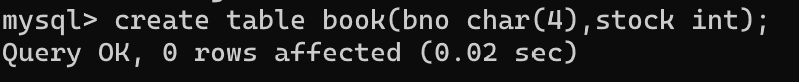 mysql> create table book(bno char(4),stock int);
Query OK, 0 rows affected (0.02 sec)